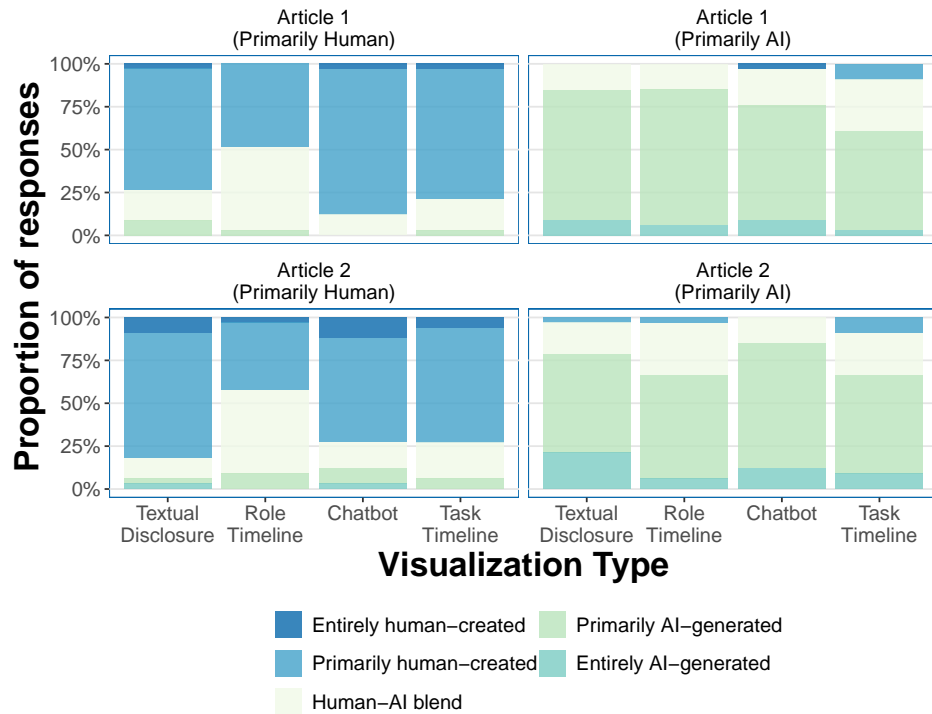 Article 1
(Primarily Human)
Article 1
(Primarily AI)
100%
75%
50%
25%
0%
Article 2
(Primarily Human)
Article 2
(Primarily AI)
100%
75%
50%
25%
0%
Proportion of responses
Textual
Disclosure
Role
Timeline
Chatbot
Task
Timeline
Textual
Disclosure
Role
Timeline
Chatbot
Task
Timeline
Visualization Type
Entirely human−created
Primarily human−created
Human−AI blend
Primarily AI−generated
Entirely AI−generated